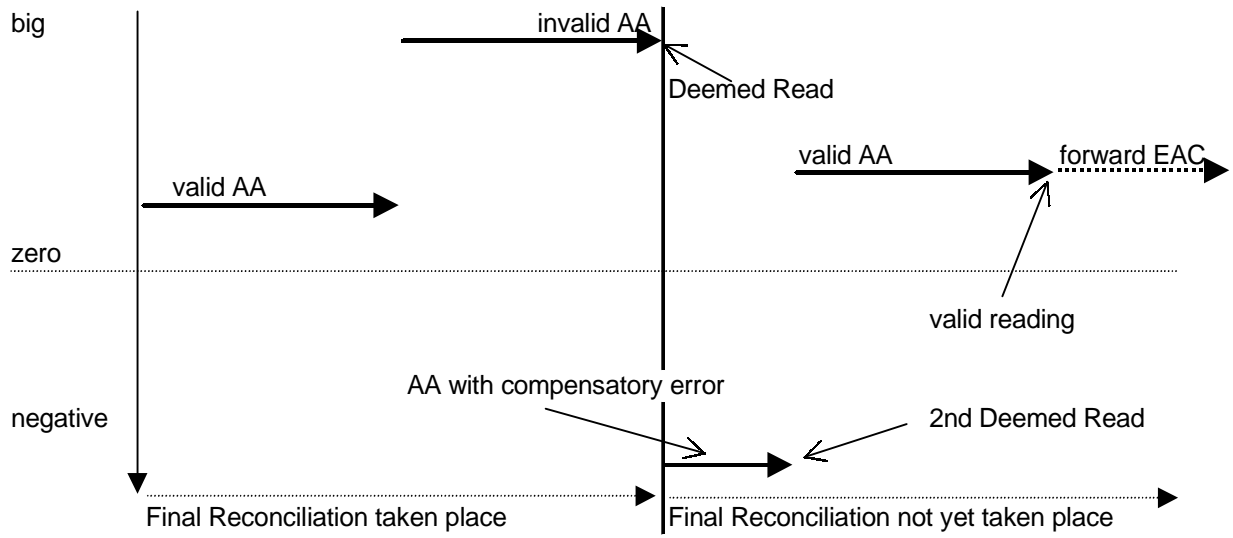 big
invalid AA
Deemed Read
valid AA
forward EAC
valid AA
zero
valid reading
AA with compensatory error
negative
2nd Deemed Read
Final Reconciliation taken place
Final Reconciliation not yet taken place